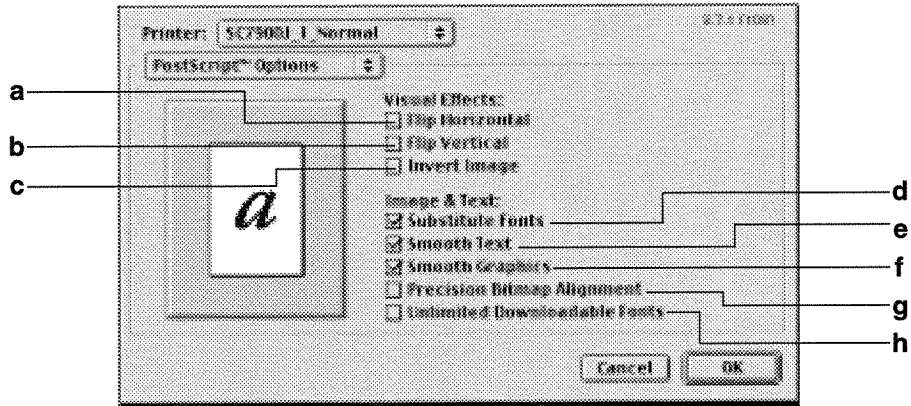 Printer: SC7500J_1_Normal
PostScript™ Options
Visual Effects:
a
Flip Horizontal
b
Flip Vertical
c
Invert Image
Image & Text:
Substitute Fonts
d
Smooth Text
e
Smooth Graphics
f
Precision Bitmap Alignment
g
Unlimited Downloadable Fonts
h
a
Cancel
OK